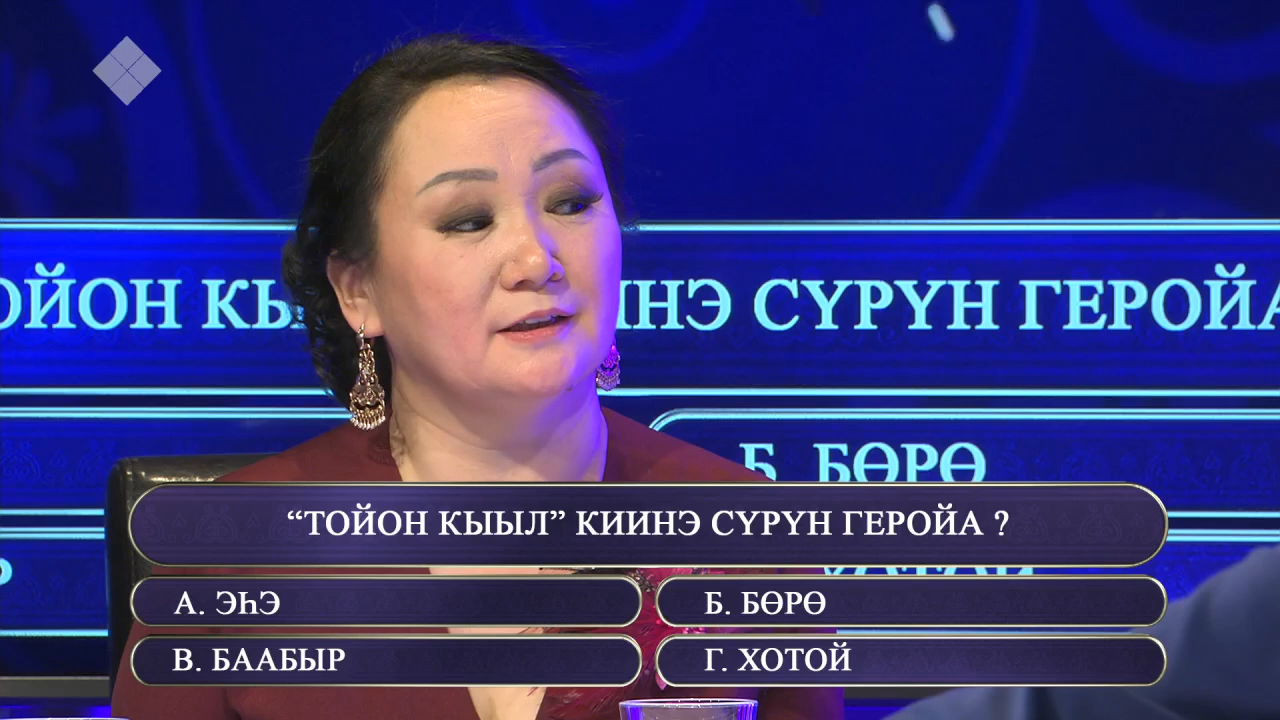 ОЙОН КЫ ИНЭ СҮРҮН ГЕРОЙА
Б. БӨРӨ
“ТОЙОН КЫЫЛ” КИИНЭ СҮРҮН ГЕРОЙА ?
А. ЭҺЭ
Б. БӨРӨ
В. БААБЫР
Г. ХОТОЙ